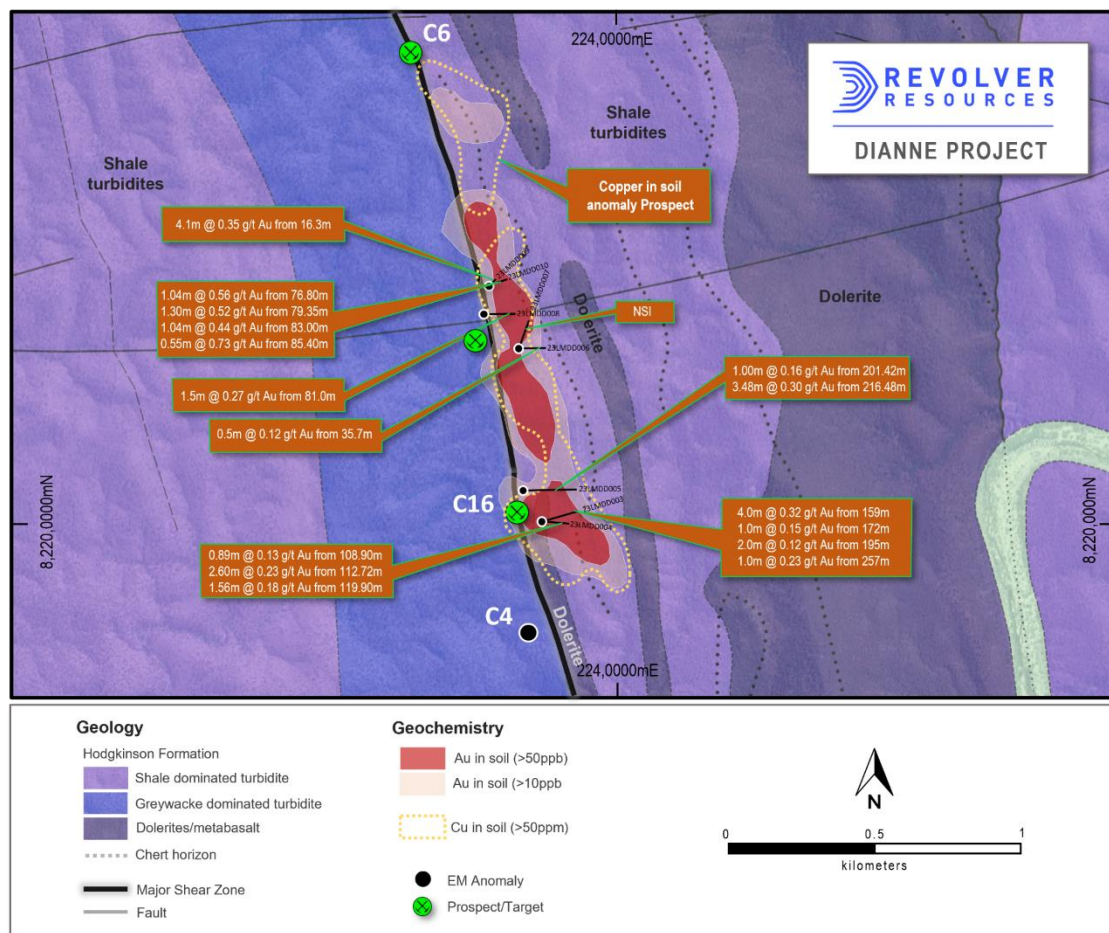 C6
224,0000mE
REVOLVER
RESOURCES
DIANNE PROJECT
Shale
turbidites
Shale
turbidites
Copper in soil
anomaly Prospect
4.1m @ 0.35 g/t Au from 16.3m
23LMDD009
23LMDD010
23LMDD007
1.04m @ 0.56 g/t Au from 76.80m
1.30m @ 0.52 g/t Au from 79.35m
1.04m @ 0.44 g/t Au from 83.00m
0.55m @ 0.73 g/t Au from 85.40m
23LMDD008
NSI
Dolerite
Dolerite
23LMDD006
1.5m @ 0.27 g/t Au from 81.0m
1.00m @ 0.16 g/t Au from 201.42m
3.48m @ 0.30 g/t Au from 216.48m
0.5m @ 0.12 g/t Au from 35.7m
8,220,0000mN
C16
23LMDD005
23LMDD003
23LMDD004
4.0m @ 0.32 g/t Au from 159m
1.0m @ 0.15 g/t Au from 172m
2.0m @ 0.12 g/t Au from 195m
1.0m @ 0.23 g/t Au from 257m
8,220,0000mN
0.89m @ 0.13 g/t Au from 108.90m
2.60m @ 0.23 g/t Au from 112.72m
1.56m @ 0.18 g/t Au from 119.90m
C4
Dolerite
224,0000mE
Geology
Hodgkinson Formation
Shale dominated turbidite
Greywacke dominated turbidite
Dolerites/metabasalt
Chert horizon
Major Shear Zone
Fault
Geochemistry
Au in soil (>50ppb)
Au in soil (>10ppb
Cu in soil (>50ppm)
EM Anomaly
Prospect/Target
N
0 0.5 1
kilometers